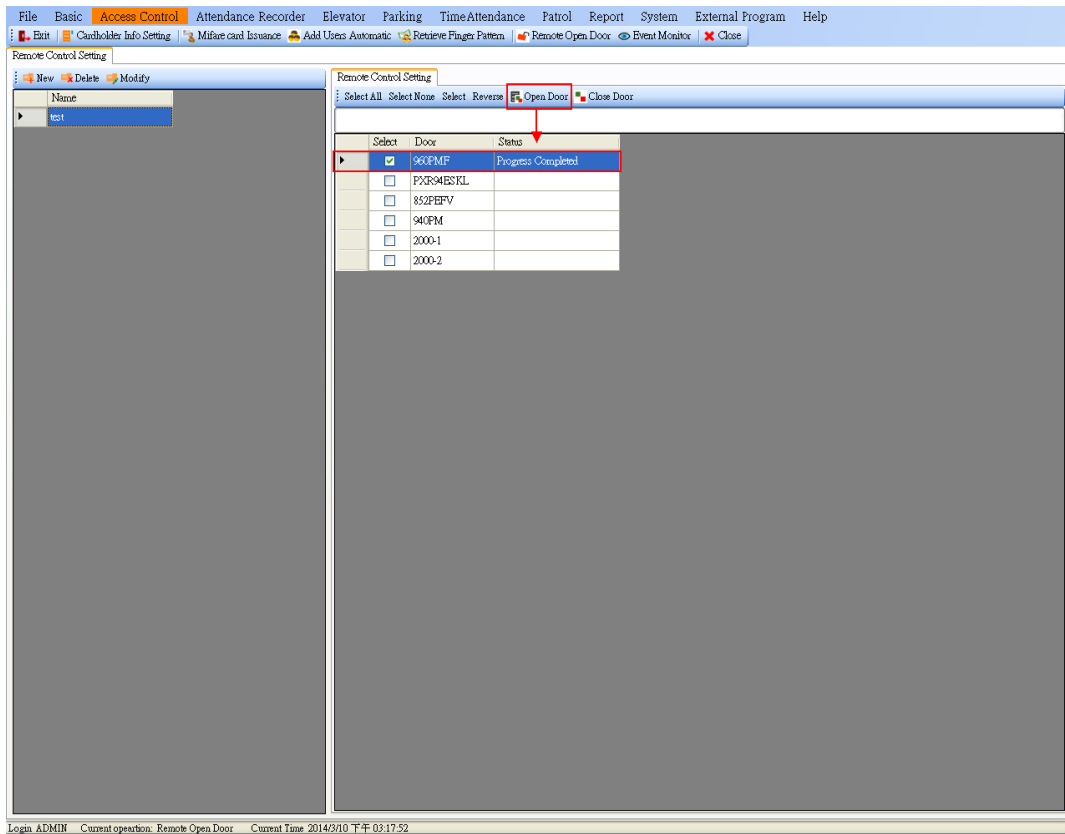 File Basic Access Control Attendance Recorder Elevator Parking TimeAttendance Patrol Report System External Program Help
Exit Cardholder Info Setting Mifare card Issuance Add Users Automatic Retrieve Finger Pattern Remote Open Door Event Monitor Close
Remote Control Setting
New Delete Modify
Name
test
Remote Control Setting
Select All Select None Select Reverse Open Door Close Door
Select Door Status
960PMF Progress Completed
PXR94ESKL
852PEFV
940PM
2000-1
2000-2
Login ADMIN Current opeartion: Remote Open Door Current Time 2014/3/10 下午 03:17:52